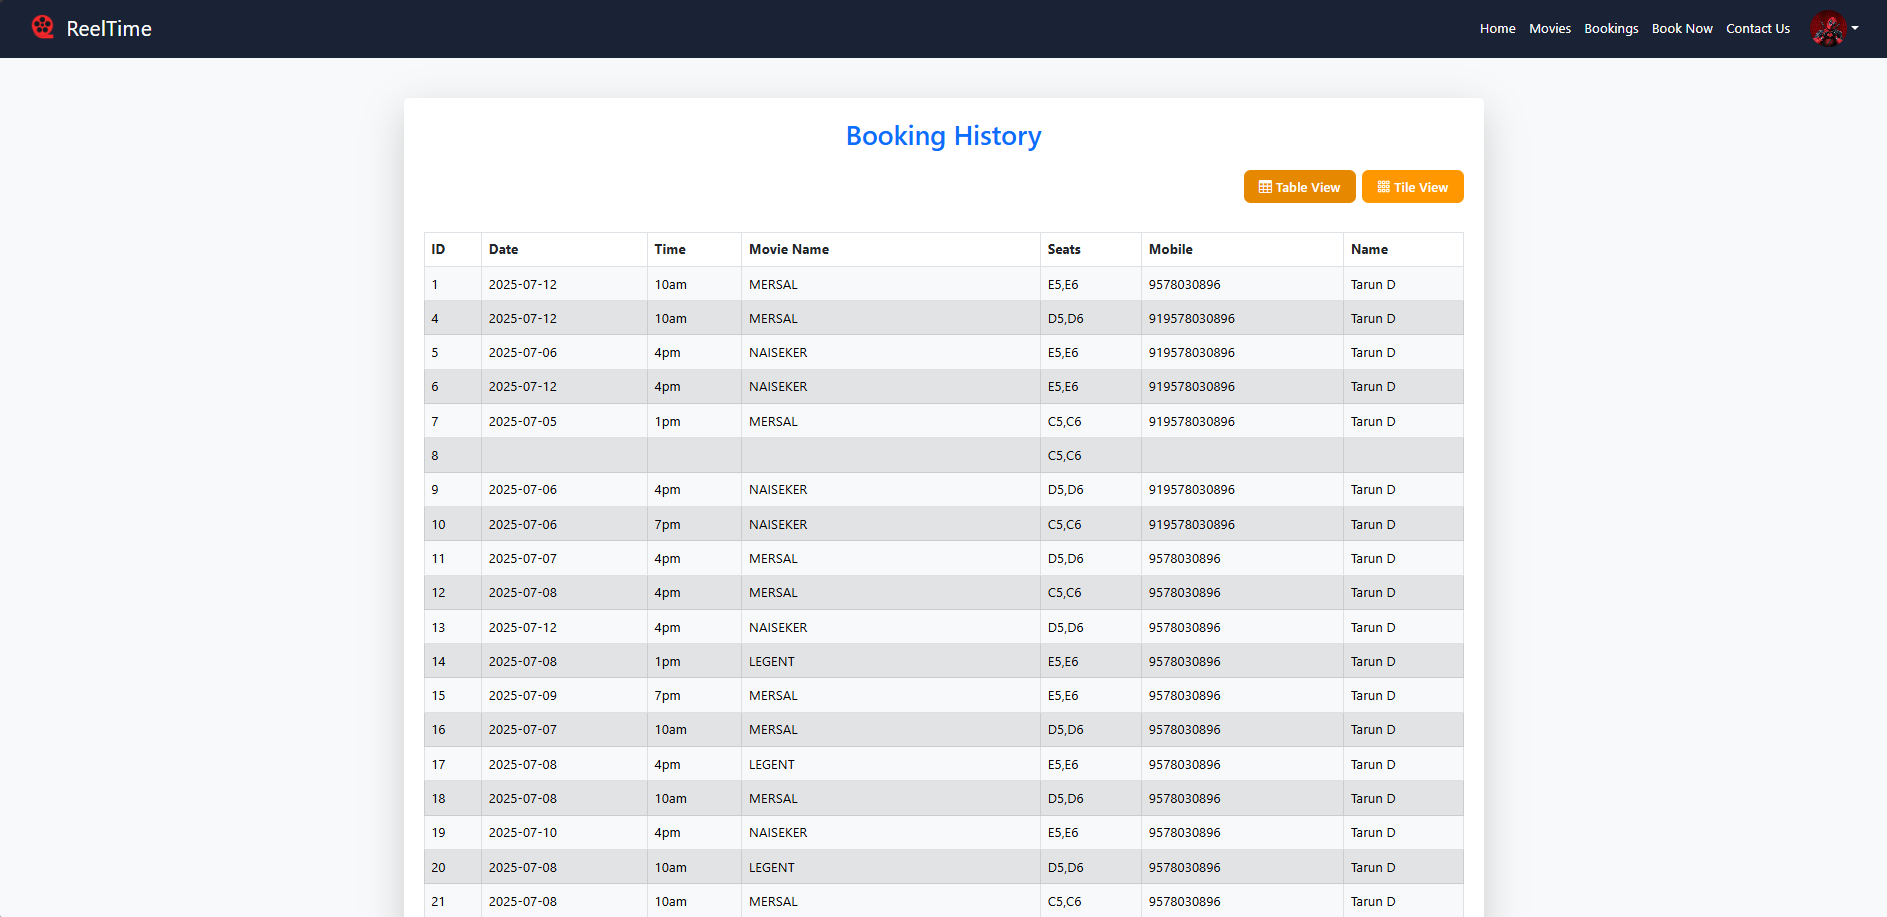 ReelTime
Home Movies Bookings Book Now Contact Us
Booking History
Table View Tile View
ID Date Time Movie Name Seats Mobile Name
1 2025-07-12 10am MERSAL E5,E6 9578030896 Tarun D
4 2025-07-12 10am MERSAL D5,D6 919578030896 Tarun D
5 2025-07-06 4pm NAISEKER E5,E6 919578030896 Tarun D
6 2025-07-12 4pm NAISEKER E5,E6 919578030896 Tarun D
7 2025-07-05 1pm MERSAL C5,C6 919578030896 Tarun D
8 C5,C6
9 2025-07-06 4pm NAISEKER D5,D6 919578030896 Tarun D
10 2025-07-06 7pm NAISEKER C5,C6 919578030896 Tarun D
11 2025-07-07 4pm MERSAL D5,D6 9578030896 Tarun D
12 2025-07-08 4pm MERSAL C5,C6 9578030896 Tarun D
13 2025-07-12 4pm NAISEKER D5,D6 9578030896 Tarun D
14 2025-07-08 1pm LEGENT E5,E6 9578030896 Tarun D
15 2025-07-09 7pm MERSAL E5,E6 9578030896 Tarun D
16 2025-07-07 10am MERSAL D5,D6 9578030896 Tarun D
17 2025-07-08 4pm LEGENT E5,E6 9578030896 Tarun D
18 2025-07-08 10am MERSAL D5,D6 9578030896 Tarun D
19 2025-07-10 4pm NAISEKER E5,E6 9578030896 Tarun D
20 2025-07-08 10am LEGENT D5,D6 9578030896 Tarun D
21 2025-07-08 10am MERSAL C5,C6 9578030896 Tarun D